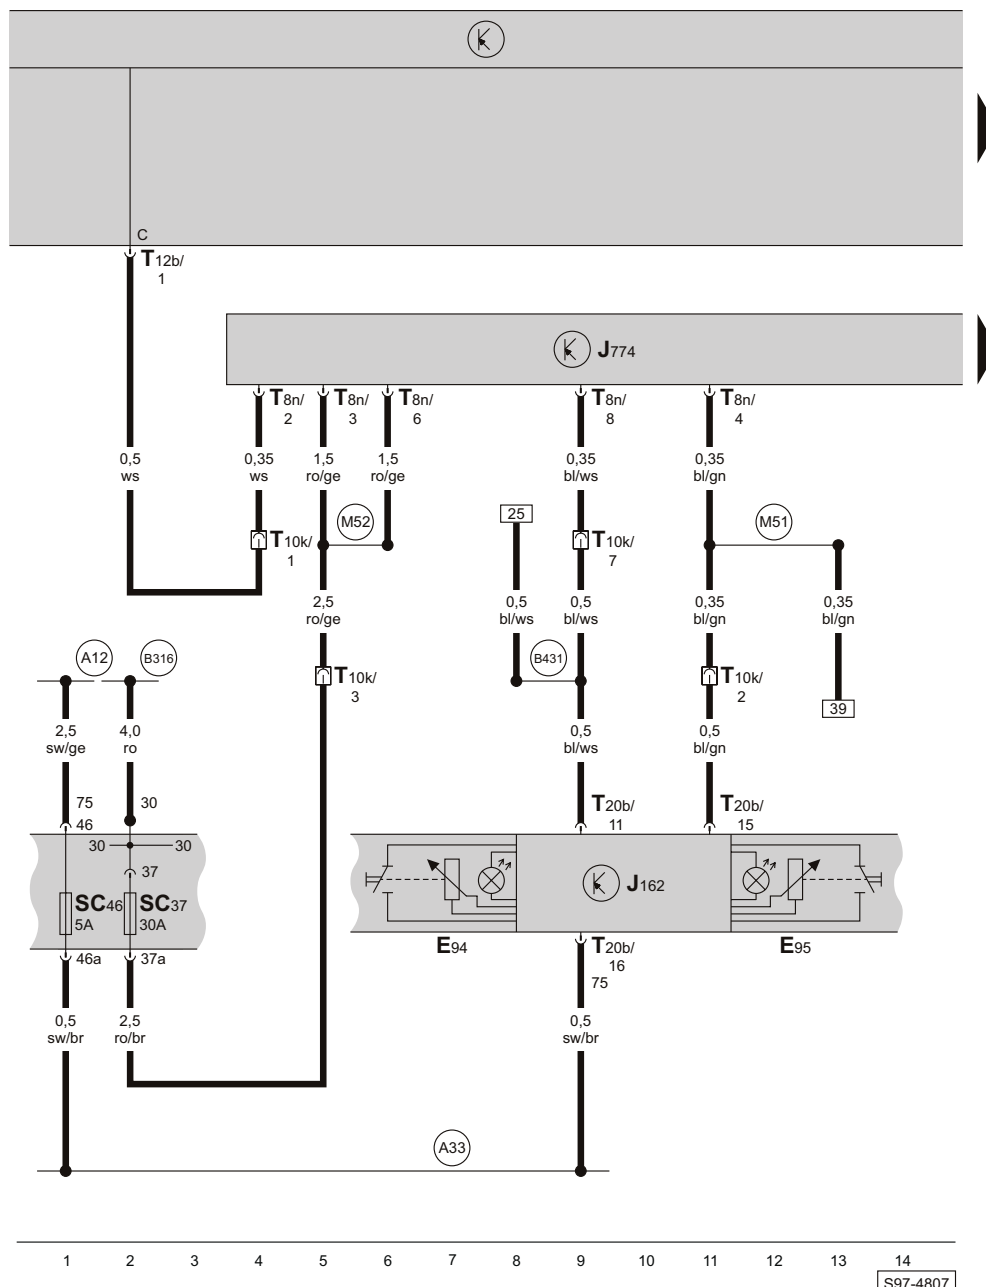 C
T12b/
1
J774
T8n/ T8n/ T8n/ T8n/ T8n/
2 3 6 8 4
0,5 0,35 1,5 1,5 0,35 0,35
ws ws ro/ge ro/ge bl/ws bl/gn
M52 25 M51
T10k/ T10k/
1 7
2,5 0,5 0,5 0,35 0,35
ro/ge bl/ws bl/ws bl/gn bl/gn
A12 B316 B431
T10k/ T10k/
3 2
39
2,5 4,0 0,5 0,5
sw/ge ro bl/ws bl/gn
75 30 T20b/ T20b/
46 11 15
30 30
37
SC46 SC37 J162
5A 30A
E94 T20b/ E95
46a 37a 16
75
0,5 2,5 0,5
sw/br ro/br sw/br
A33
1 2 3 4 5 6 7 8 9 10 11 12 13 14
S97-4807